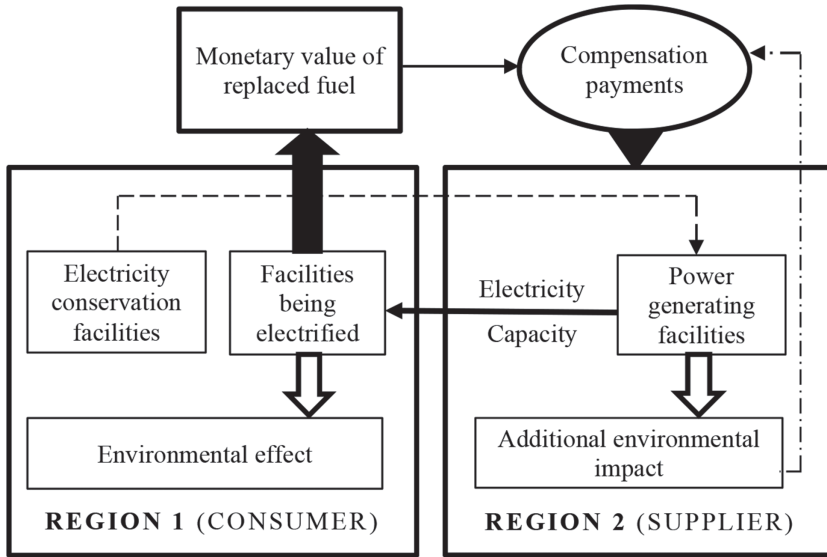 Monetary value of
replaced fuel
Compensation
payments
Electricity
conservation
facilities
Facilities
being
electrified
Electricity
Capacity
Power
generating
facilities
Environmental effect
Additional environmental
impact
REGION 1 (CONSUMER)
REGION 2 (SUPPLIER)